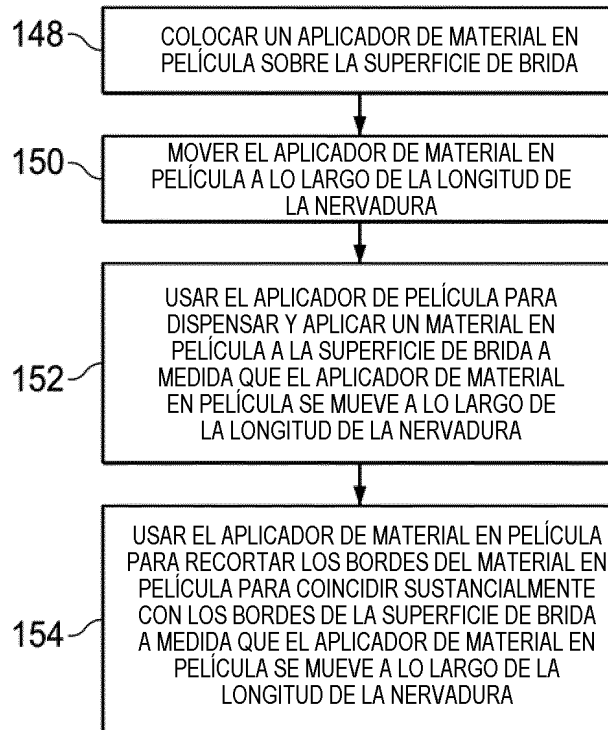 148
COLOCAR UN APLICADOR DE MATERIAL EN
PELÍCULA SOBRE LA SUPERFICIE DE BRIDA
150
MOVER EL APLICADOR DE MATERIAL EN
PELÍCULA A LO LARGO DE LA LONGITUD DE
LA NERVADURA
152
USAR EL APLICADOR DE PELÍCULA PARA
DISPENSAR Y APLICAR UN MATERIAL EN
PELÍCULA A LA SUPERFICIE DE BRIDA A
MEDIDA QUE EL APLICADOR DE MATERIAL
EN PELÍCULA SE MUEVE A LO LARGO DE
LA LONGITUD DE LA NERVADURA
154
USAR EL APLICADOR DE MATERIAL EN PELÍCULA
PARA RECORTAR LOS BORDES DEL MATERIAL EN
PELÍCULA PARA COINCIDIR SUSTANCIALMENTE
CON LOS BORDES DE LA SUPERFICIE DE BRIDA
A MEDIDA QUE EL APLICADOR DE MATERIAL EN
PELÍCULA SE MUEVE A LO LARGO DE LA
LONGITUD DE LA NERVADURA